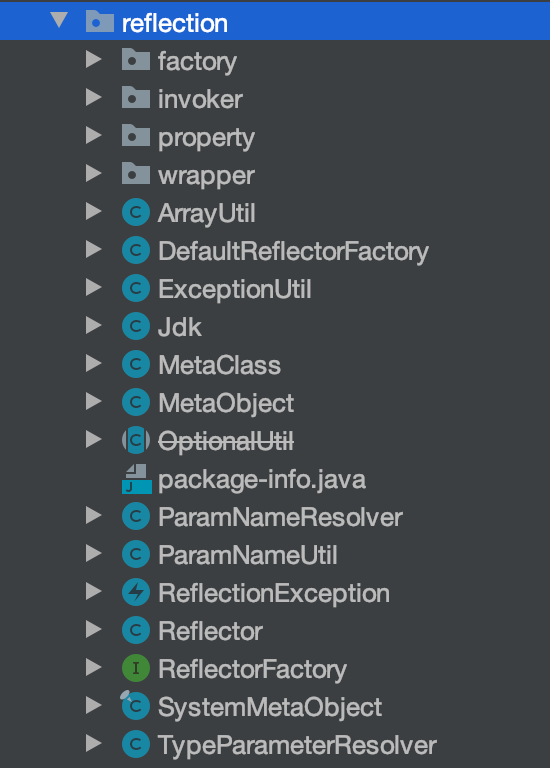 reflection
factory
invoker
property
wrapper
ArrayUtil
DefaultReflectorFactory
ExceptionUtil
Jdk
MetaClass
MetaObject
OptionalUtil
package-info.java
ParamNameResolver
ParamNameUtil
ReflectionException
Reflector
ReflectorFactory
SystemMetaObject
TypeParameterResolver